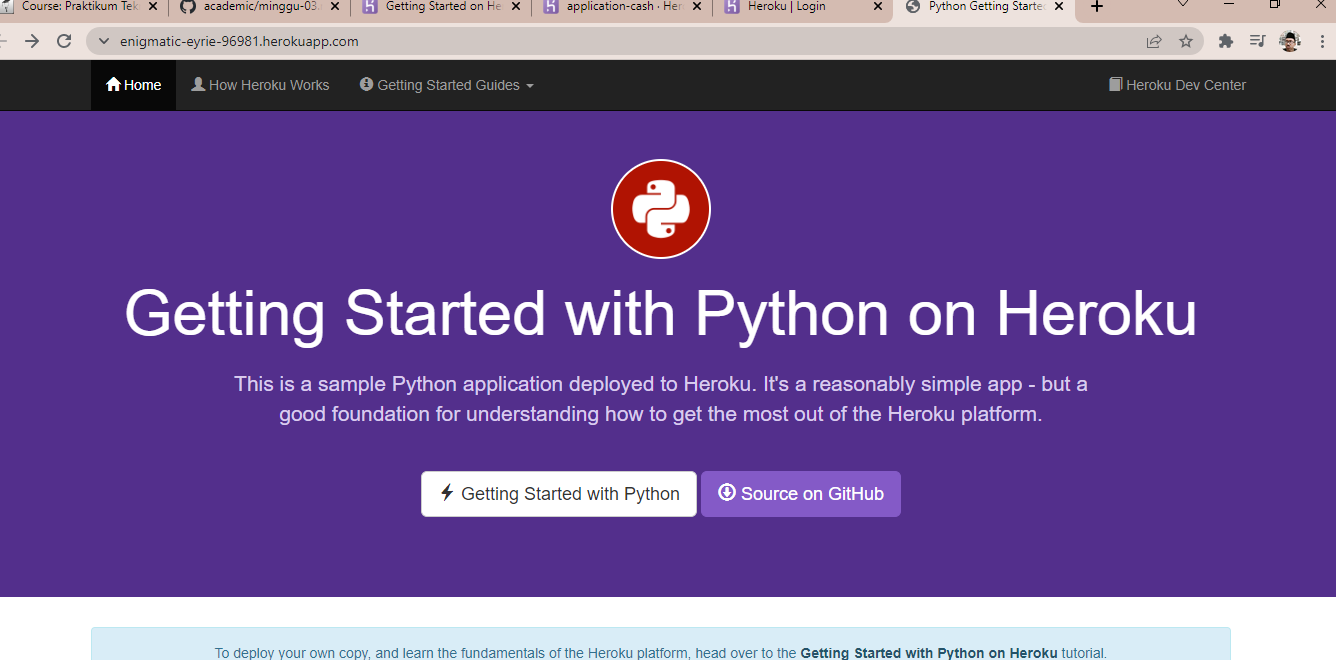 Course: Praktikum Tek
academic/minggu-03.
Getting Started on He
application-cash · Her
Heroku | Login
Python Getting Starte
enigmatic-eyrie-96981.herokuapp.com
Home
How Heroku Works
Getting Started Guides
Heroku Dev Center
Getting Started with Python on Heroku
This is a sample Python application deployed to Heroku. It's a reasonably simple app - but a
good foundation for understanding how to get the most out of the Heroku platform.
Getting Started with Python
Source on GitHub
To deploy your own copy, and learn the fundamentals of the Heroku platform, head over to the Getting Started with Python on Heroku tutorial.